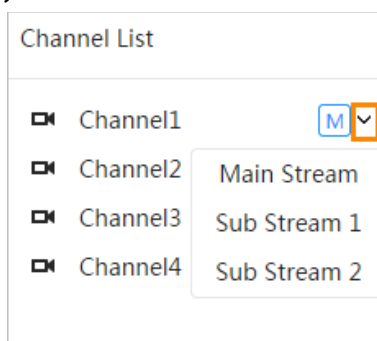 Channel List
Channel1 M
Channel2
Main Stream
Channel3
Sub Stream 1
Channel4
Sub Stream 2